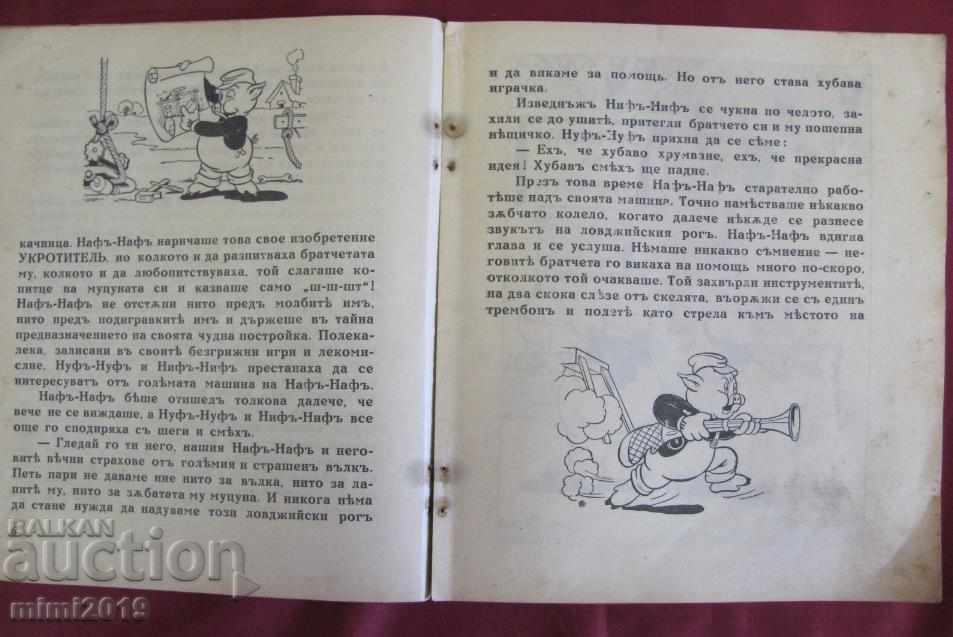 качница. Нафъ-Нафъ наричаше това свое изобретение
УКРОТИТЕЛЬ, но колкото и да разпитваха братчетата
му, колкото и да любопитствуваха, той слагаше ко-
питце на муцуната си и казваше само „ш-ш-шт“!
Нафъ-Нафъ не отстѫпи нито предъ молбитѣ имъ,
нито предъ подигравкитѣ имъ и държеше въ тайна
предназначението на своята чудна постройка. Полека-
лека, записани въ своитѣ безгрижни игри и лекоми-
слие, Нуфъ-Нуфъ и Нифъ-Нифъ престанаха да се
интересуватъ отъ голѣмата машина на Нафъ-Нафъ.
Нафъ-Нафъ бѣше отишелъ толкова далече, че
вече не се виждаше, а Нуфъ-Нуфъ и Нифъ-Нифъ все
още го сподиряха съ шеги и смѣхъ.
— Гледай го ти него, нашия Нафъ-Нафъ и него-
витѣ вѣчни страхове отъ голѣмия и страшенъ вълкъ.
Петь пари не даваме ние нито за вълка, нито за ла-
питѣ му, нито за зѫбатата му муцуна. И никога нѣма
да стане нужда да надуваме този ловджийски рогъ
и да викаме за помощь. Но отъ него става хубава
играчка.
Изведнъжъ Нифъ-Нифъ се чукна по челото, за-
хили се до ушитѣ, притегли братчето си и му пошепна
нѣщичко. Нуфъ-Нуфъ прихна да се смѣе:
— Ехъ, че хубаво хрумване, ехъ, че прекрасна
идея! Хубавъ смѣхъ ще падне.
Презъ това време Нафъ-Нафъ старателно рабо-
тѣше надъ своята машина. Точно намѣстваше нѣкакво
зѫбчато колело, когато далече нѣкѫде се разнесе
звукътъ на ловджийския рогъ. Нафъ-Нафъ вдигна
глава и се услуша. Нѣмаше никакво съмнение — не-
говитѣ братчета го викаха на помощь много по-скоро,
отколкото той очакваше. Той захвърли инструментитѣ,
на два скока слѣзе отъ скелята, въорѫжи се съ единъ
тромбонъ и полетѣ като стрела къмъ мѣстото на
BALKAN
auction
mimi2019